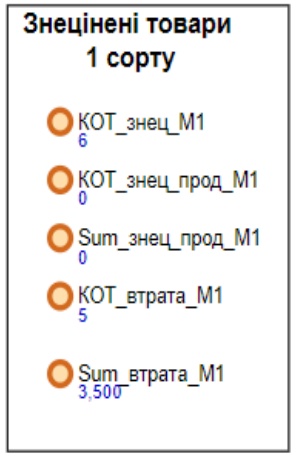 Знецінені товари
1 сорту
КОТ_знец_М1
6
КОТ_знец_прод_М1
0
Sum_знец_прод_М1
0
КОТ_втрата_М1
5
Sum_втрата_М1
3,500